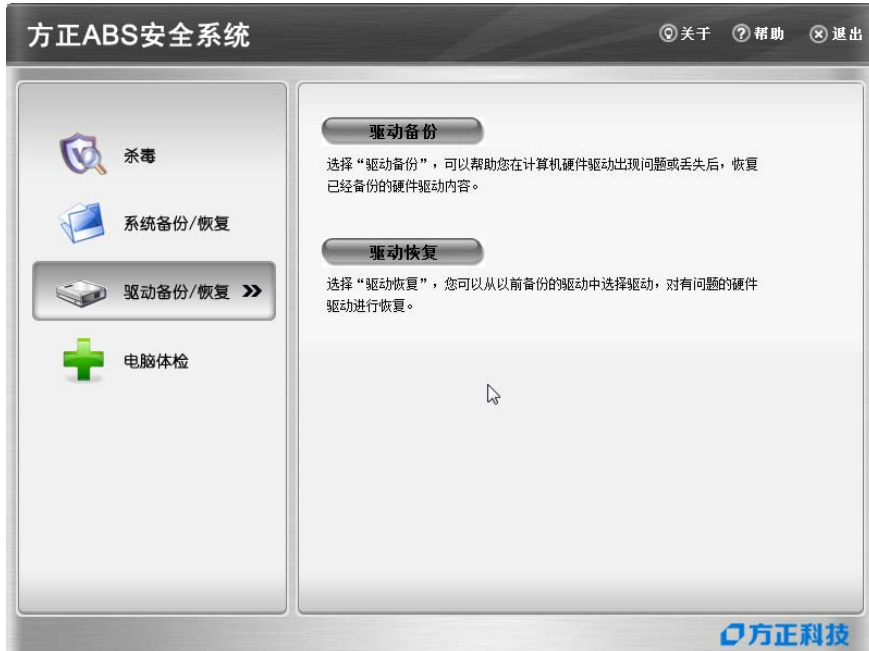 方正ABS安全系统
关于 帮助 退出
杀毒
系统备份/恢复
驱动备份/恢复
电脑体检
驱动备份
选择“驱动备份”，可以帮助您在计算机硬件驱动出现问题或丢失后，恢复
已经备份的硬件驱动内容。
驱动恢复
选择“驱动恢复”，您可以从以前备份的驱动中选择驱动，对有问题的硬件
驱动进行恢复。
方正科技